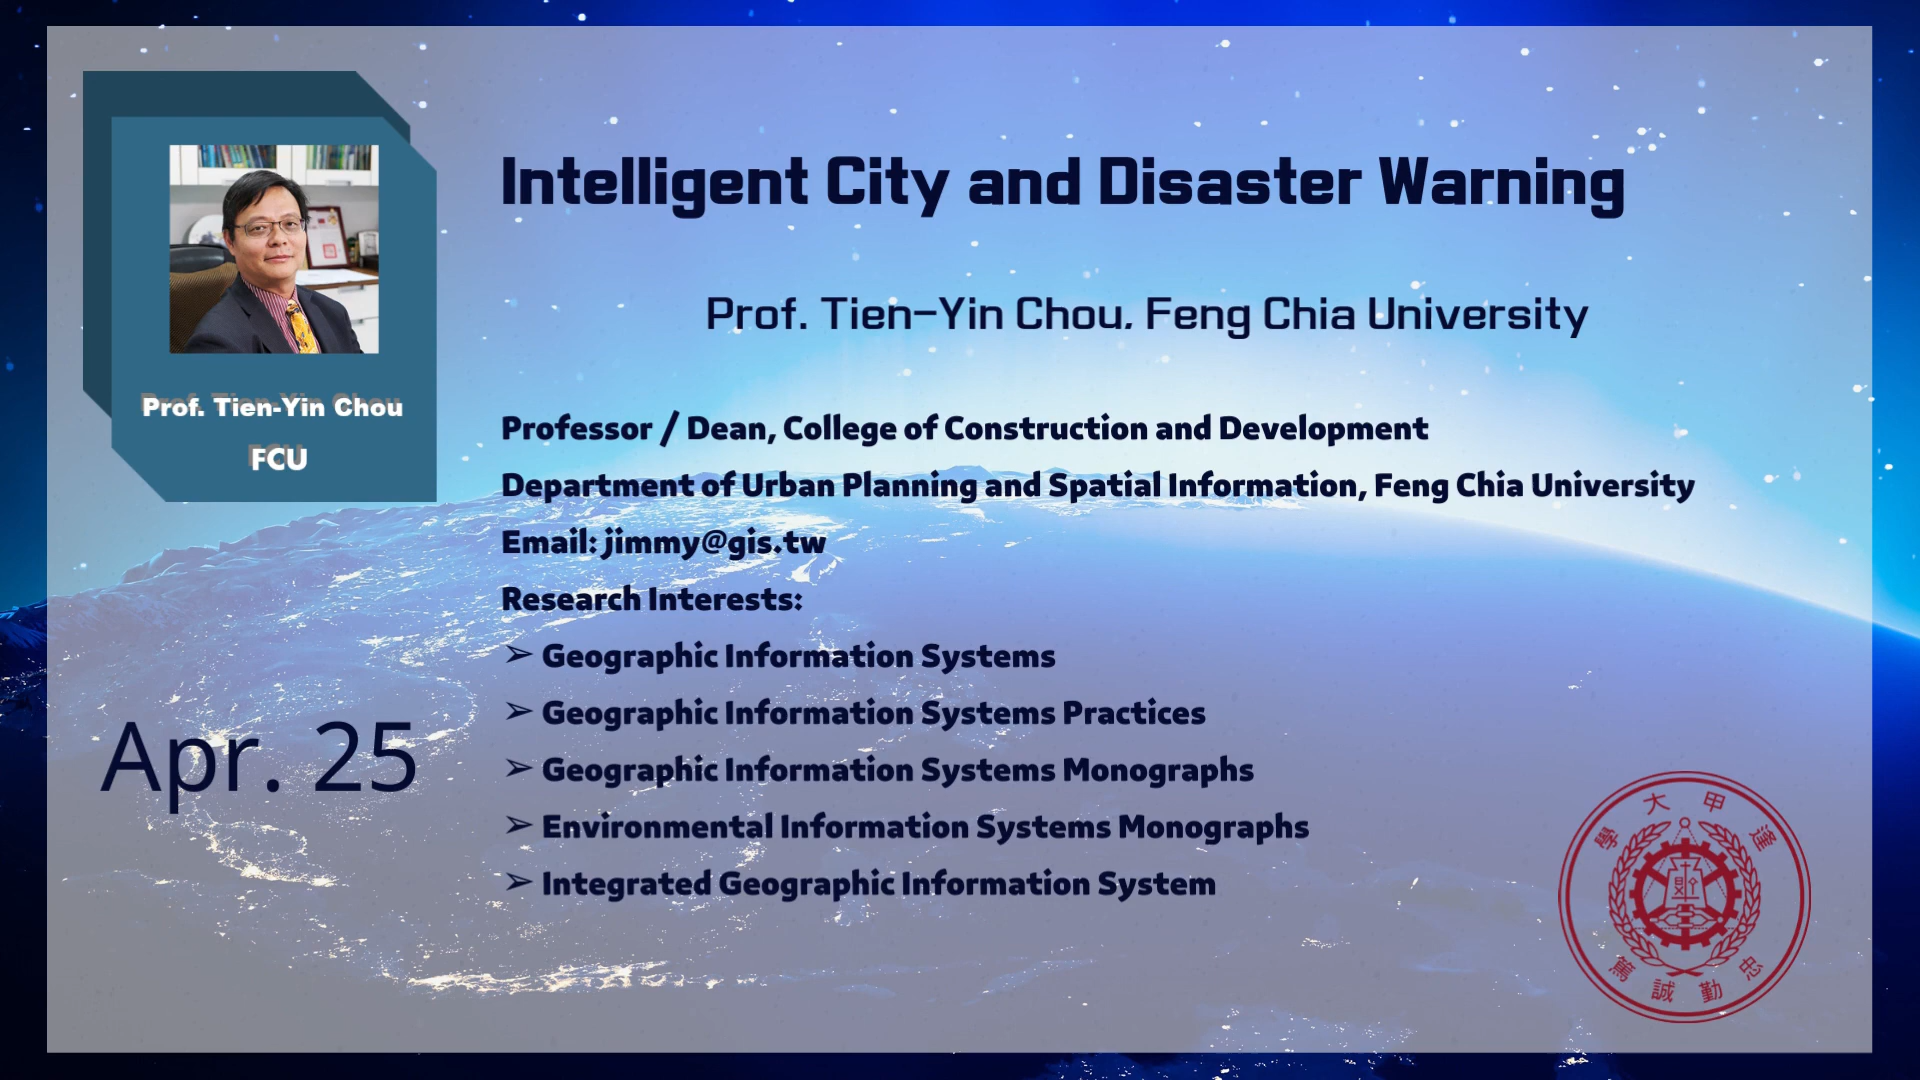 Intelligent City and Disaster Warning
Prof. Tien-Yin Chou, Feng Chia University
Prof. Tien-Yin Chou
FCU
Professor / Dean, College of Construction and Development
Department of Urban Planning and Spatial Information, Feng Chia University
Email: jimmy@gis.tw
Research Interests:
➢ Geographic Information Systems
➢ Geographic Information Systems Practices
➢ Geographic Information Systems Monographs
➢ Environmental Information Systems Monographs
➢ Integrated Geographic Information System
Apr. 25
學大甲逢
篤誠勤忠